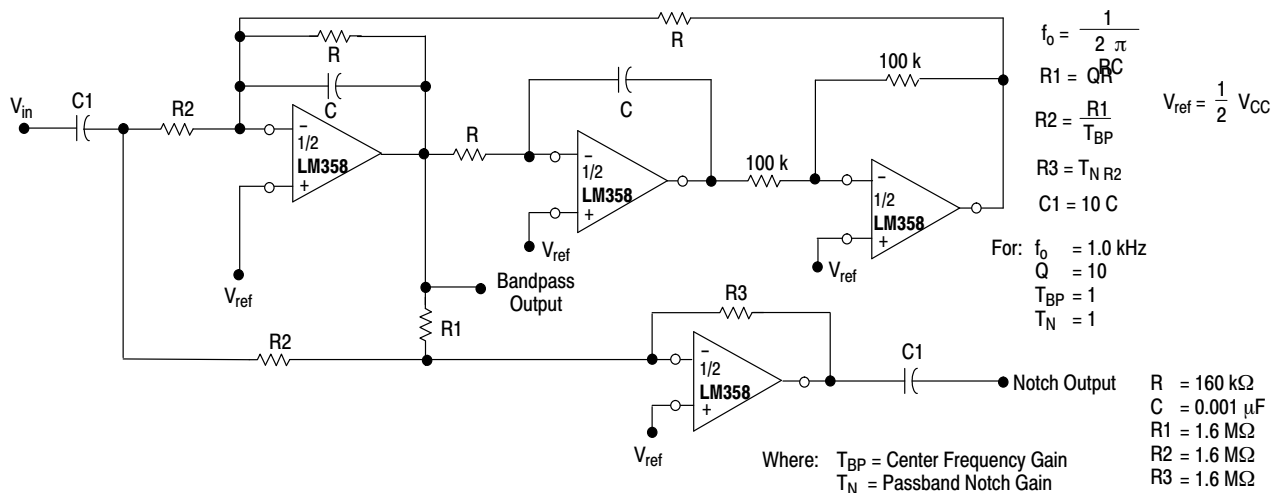 R
R
C
V_in
C1
R2
−
1/2
LM358
+
V_ref
R
C
−
1/2
LM358
+
V_ref
100 k
100 k
−
1/2
LM358
+
V_ref
Bandpass
Output
R1
R2
R3
−
1/2
LM358
+
V_ref
C1
Notch Output
f_o = 1
2 π
RC
R1 = QR
R2 = R1
T_BP
R3 = T_N R2
C1 = 10 C
V_ref = 1/2 V_CC
For: f_o = 1.0 kHz
Q = 10
T_BP = 1
T_N = 1
R = 160 kΩ
C = 0.001 μF
R1 = 1.6 MΩ
R2 = 1.6 MΩ
R3 = 1.6 MΩ
Where: T_BP = Center Frequency Gain
T_N = Passband Notch Gain